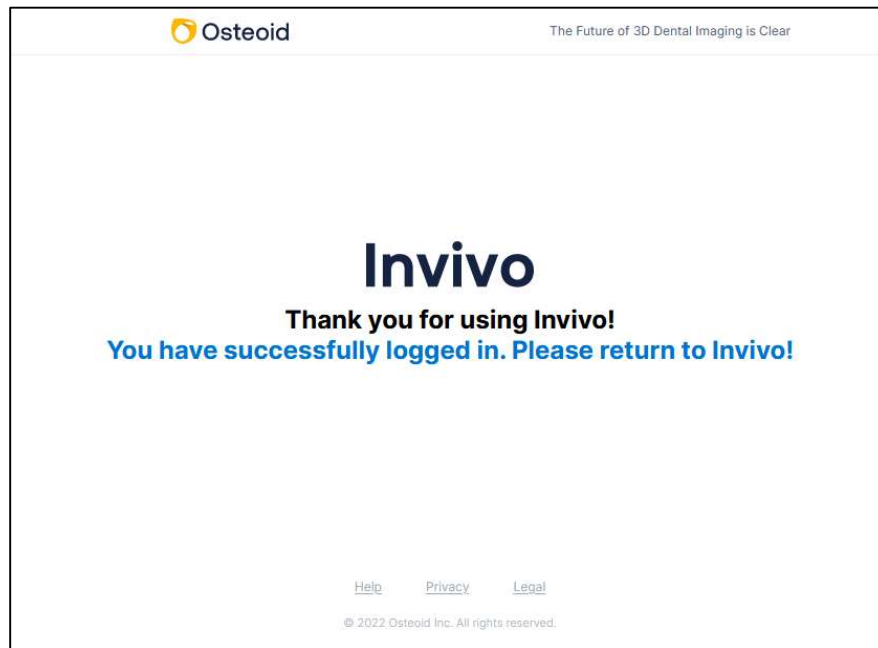 Osteoid
The Future of 3D Dental Imaging is Clear
Invivo
Thank you for using Invivo!
You have successfully logged in. Please return to Invivo!
Help Privacy Legal
© 2022 Osteoid Inc. All rights reserved.